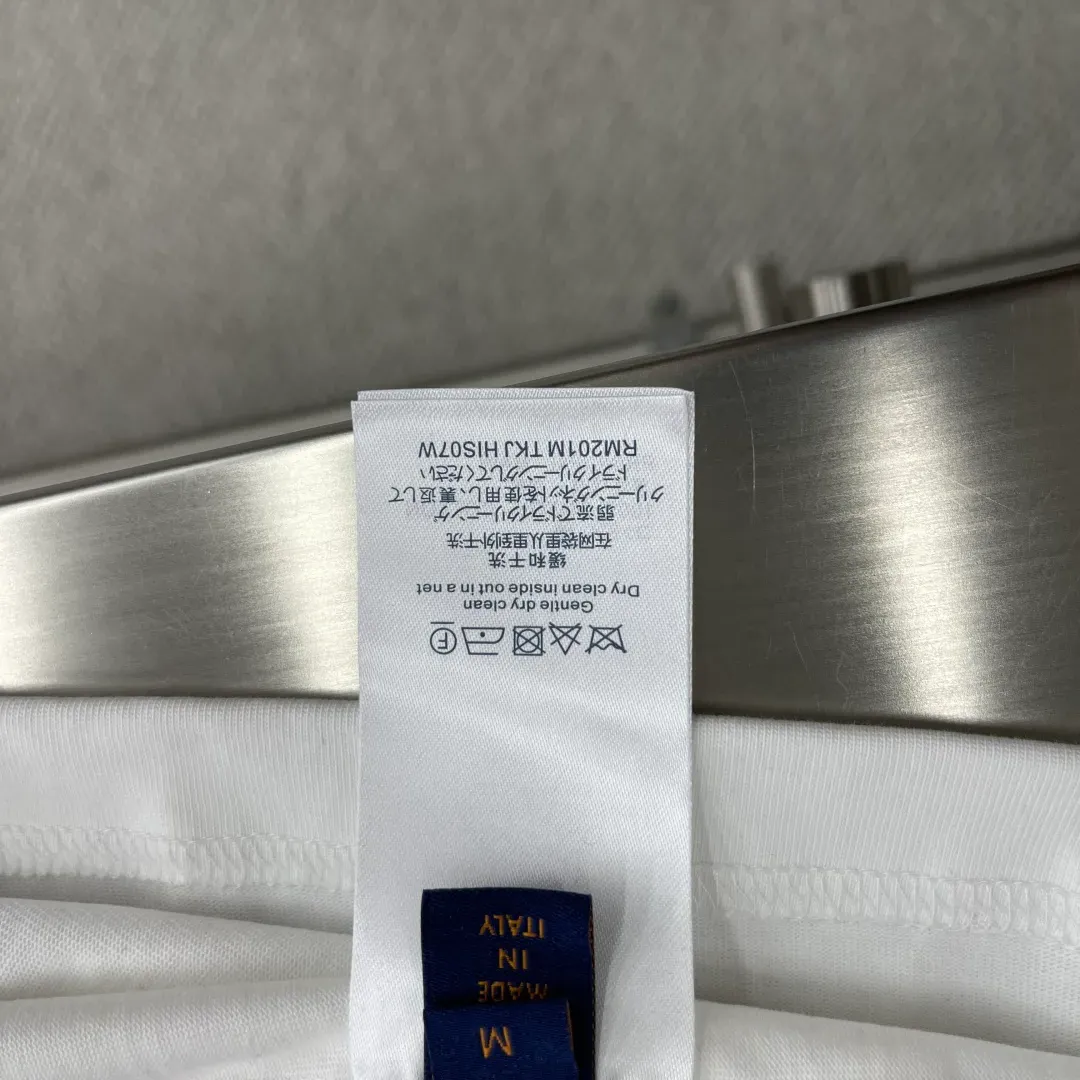 M
MADE
IN
ITALY
F
Gentle dry clean
Dry clean inside out in a net
缓和干洗
在网袋里从里到外干洗
弱流でドライクリーニング
クリーニングネットを使用し、裏返して
ドライクリーニングしてください
RM201M TKJ HIS07W